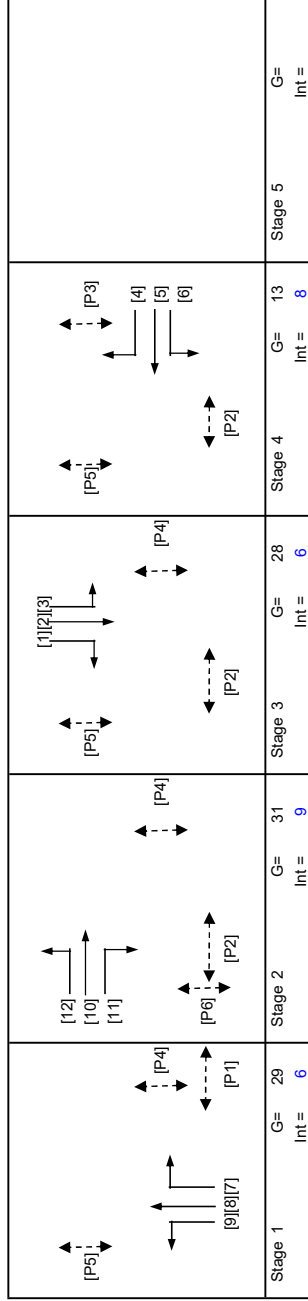 [P5]
[P4]
[P1]
[9][8][7]
Stage 1 G= 29
Int = 6
[12]
[10]
[11]
[P4]
[P6]
[P2]
Stage 2 G= 31
Int = 9
[1][2][3]
[P5]
[P4]
[P2]
Stage 3 G= 28
Int = 6
[P5]
[P3]
[4]
[5]
[6]
[P2]
Stage 4 G= 13
Int = 8
Stage 5 G=
Int =